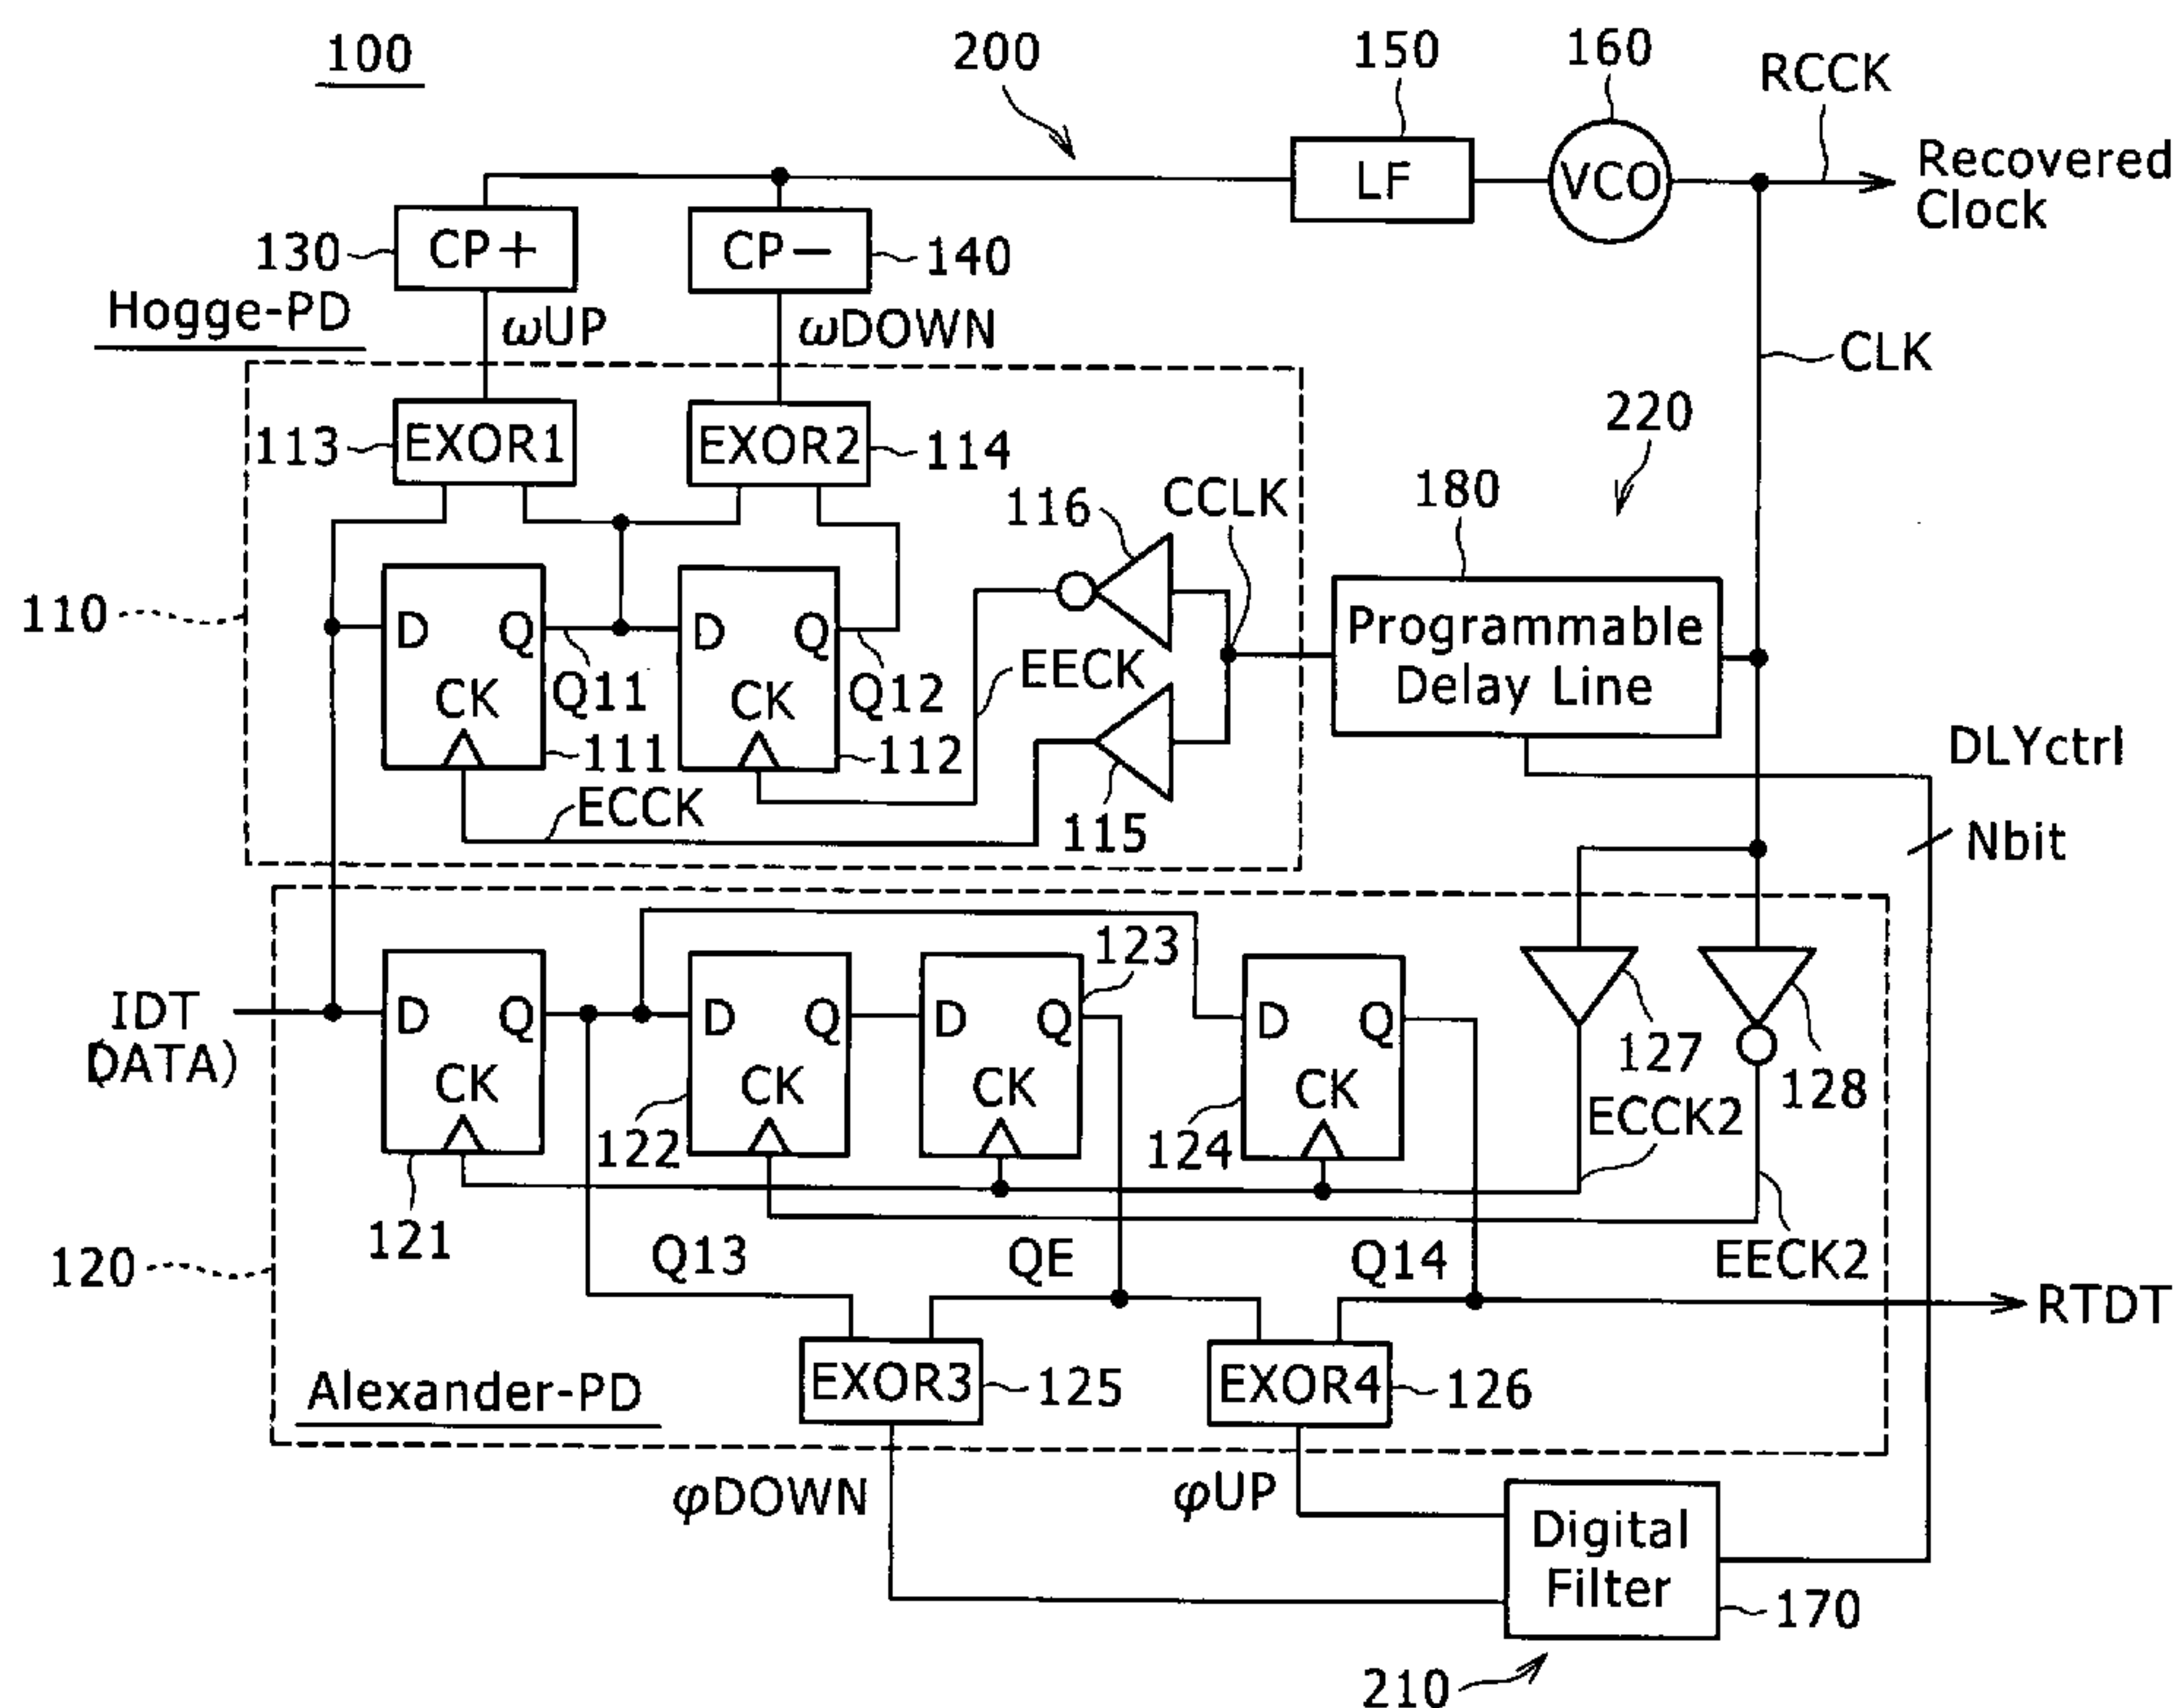 100
200
150
160
RCCK
Recovered
Clock
LF
VCO
130
CP+
CP−
140
Hogge-PD
ωUP
ωDOWN
CLK
220
113
EXOR1
EXOR2
114
116
CCLK
180
110
D
Q
CK
Q11
D
Q
CK
Q12
EECK
Programmable
Delay Line
111
112
DLYctrl
ECCK
115
Nbit
123
IDT
(DATA)
D
Q
CK
D
Q
CK
D
Q
CK
D
Q
CK
127
128
122
124
ECCK2
121
120
Q13
QE
Q14
EECK2
RTDT
Alexander-PD
EXOR3
125
EXOR4
126
φDOWN
φUP
Digital
Filter
170
210